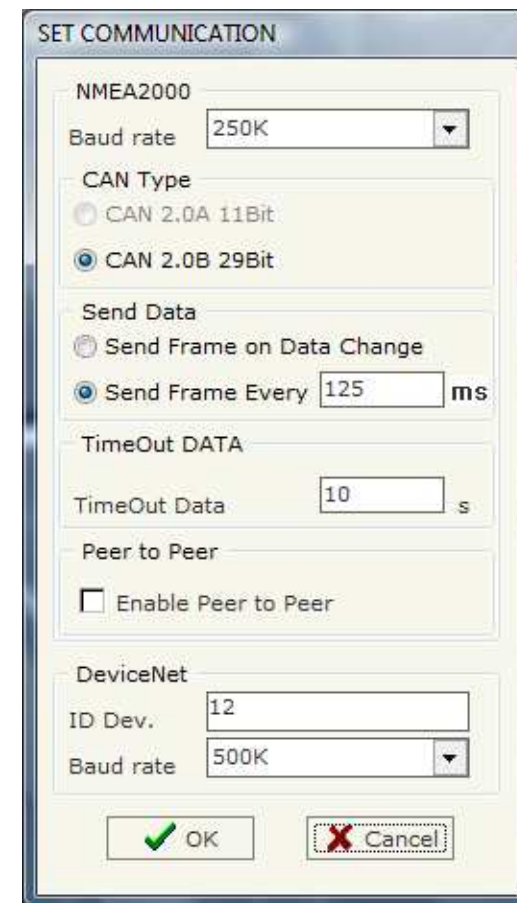 SET COMMUNICATION
NMEA2000
Baud rate 250K
CAN Type
CAN 2.0A 11Bit
CAN 2.0B 29Bit
Send Data
Send Frame on Data Change
Send Frame Every 125 ms
TimeOut DATA
TimeOut Data 10 s
Peer to Peer
Enable Peer to Peer
DeviceNet
ID Dev. 12
Baud rate 500K
OK Cancel